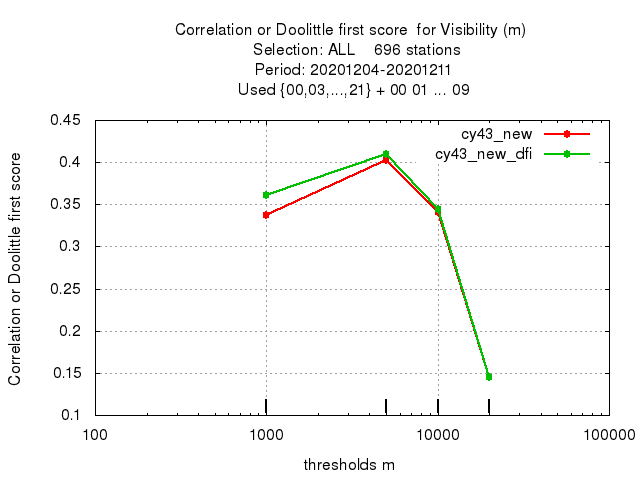 Correlation or Doolittle first score  for Visibility (m)
Selection: ALL    696 stations
Period: 20201204-20201211
Used {00,03,...,21} + 00 01 ... 09
cy43_new
cy43_new_dfi
Correlation or Doolittle first score
0.45
0.4
0.35
0.3
0.25
0.2
0.15
0.1
100
1000
10000
100000
thresholds m